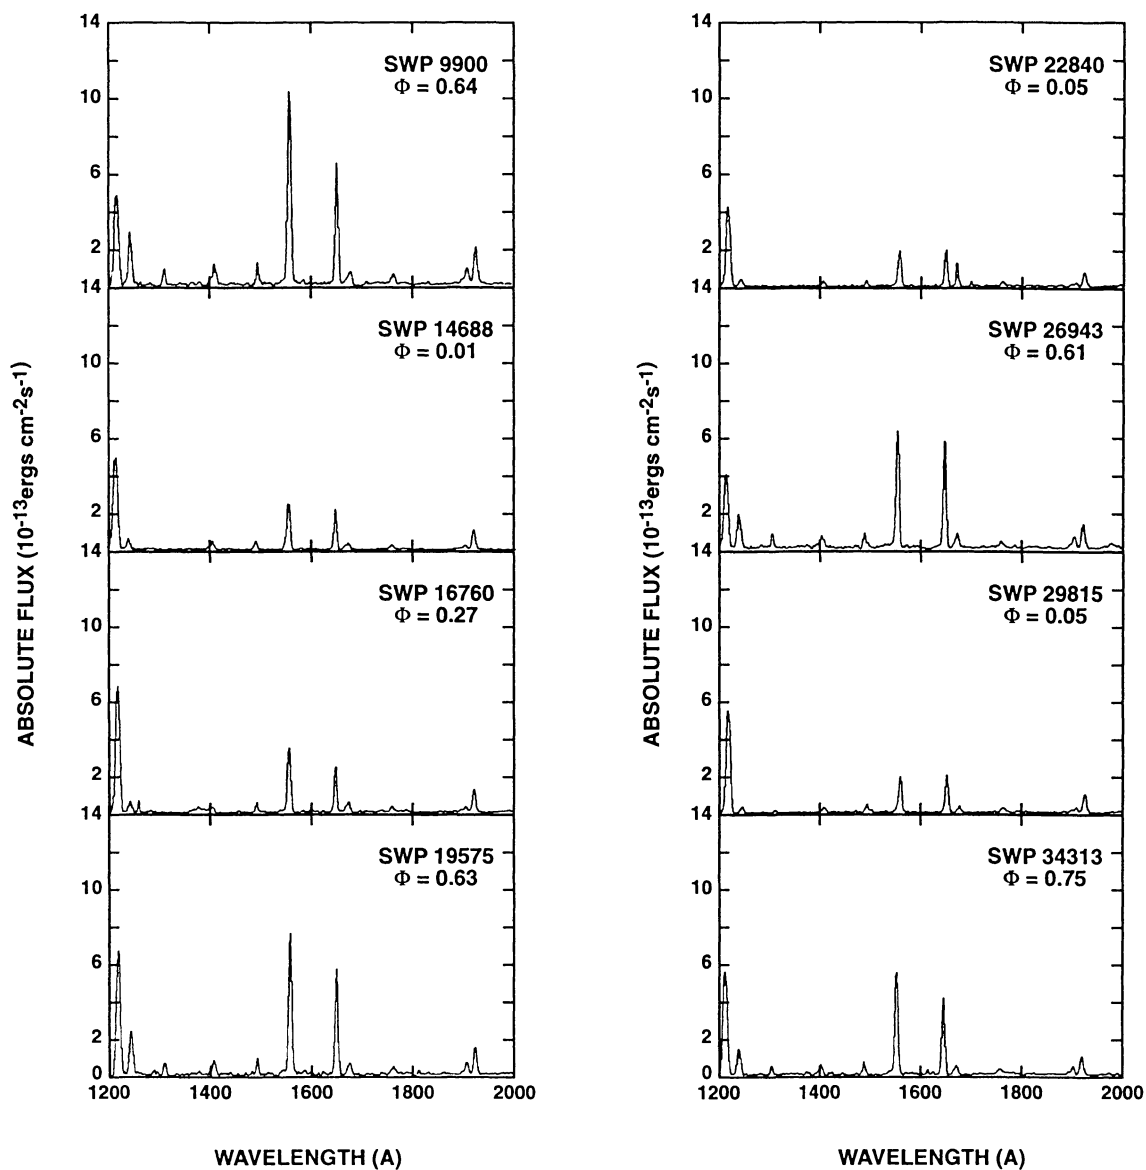 14
SWP 9900
Φ = 0.64
10
6
2
14
SWP 14688
Φ = 0.01
10
6
2
14
SWP 16760
Φ = 0.27
10
6
2
14
SWP 19575
Φ = 0.63
10
6
2
0
1200 1400 1600 1800 2000
WAVELENGTH (A)
ABSOLUTE FLUX (10-13ergs cm-2s-1)
14
SWP 22840
Φ = 0.05
10
6
2
14
SWP 26943
Φ = 0.61
10
6
2
14
SWP 29815
Φ = 0.05
10
6
2
14
SWP 34313
Φ = 0.75
10
6
2
0
1200 1400 1600 1800 2000
WAVELENGTH (A)
ABSOLUTE FLUX (10-13ergs cm-2s-1)